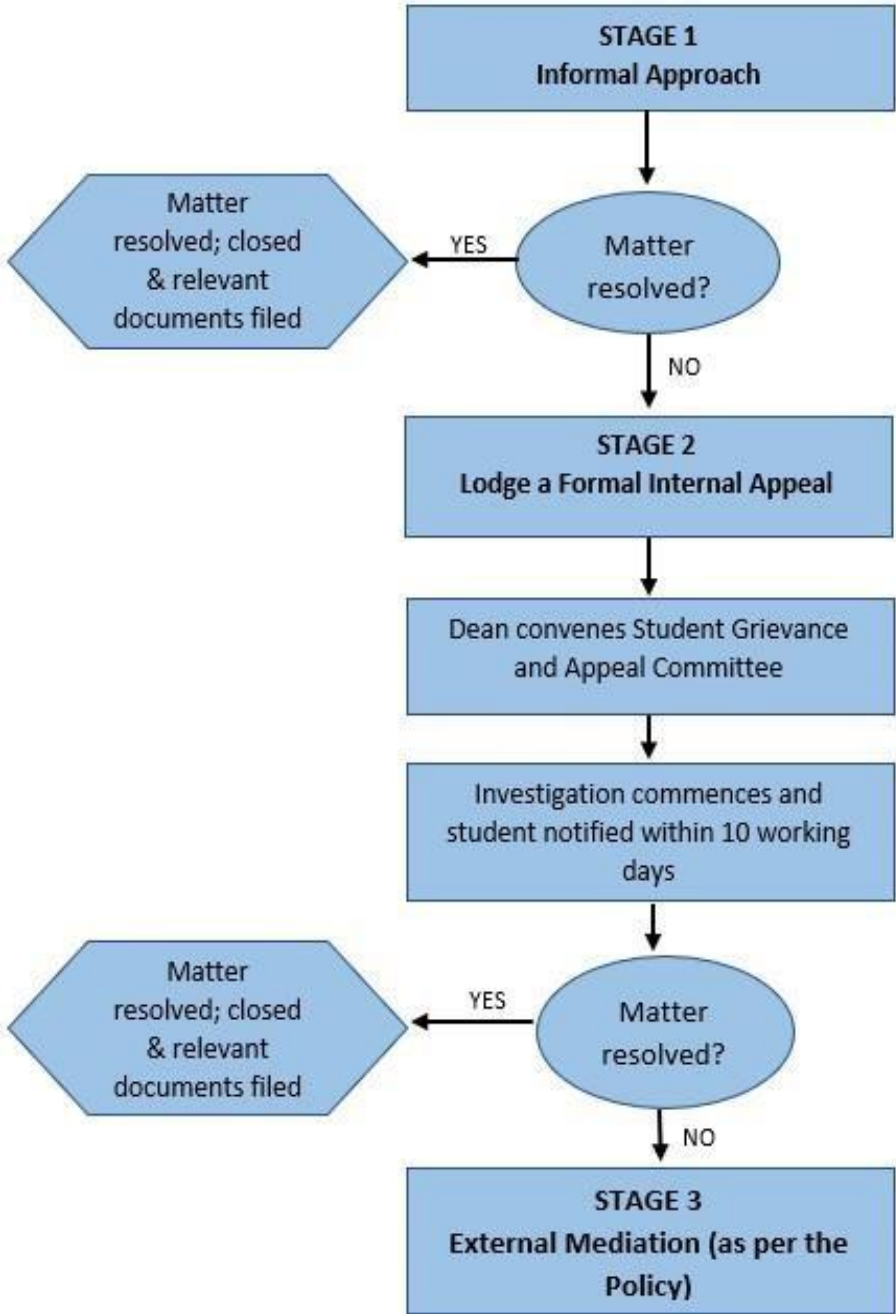 STAGE 1
Informal Approach
Matter
resolved; closed
& relevant
documents filed
YES
Matter
resolved?
NO
STAGE 2
Lodge a Formal Internal Appeal
Dean convenes Student Grievance
and Appeal Committee
Investigation commences and
student notified within 10 working
days
Matter
resolved; closed
& relevant
documents filed
YES
Matter
resolved?
NO
STAGE 3
External Mediation (as per the
Policy)